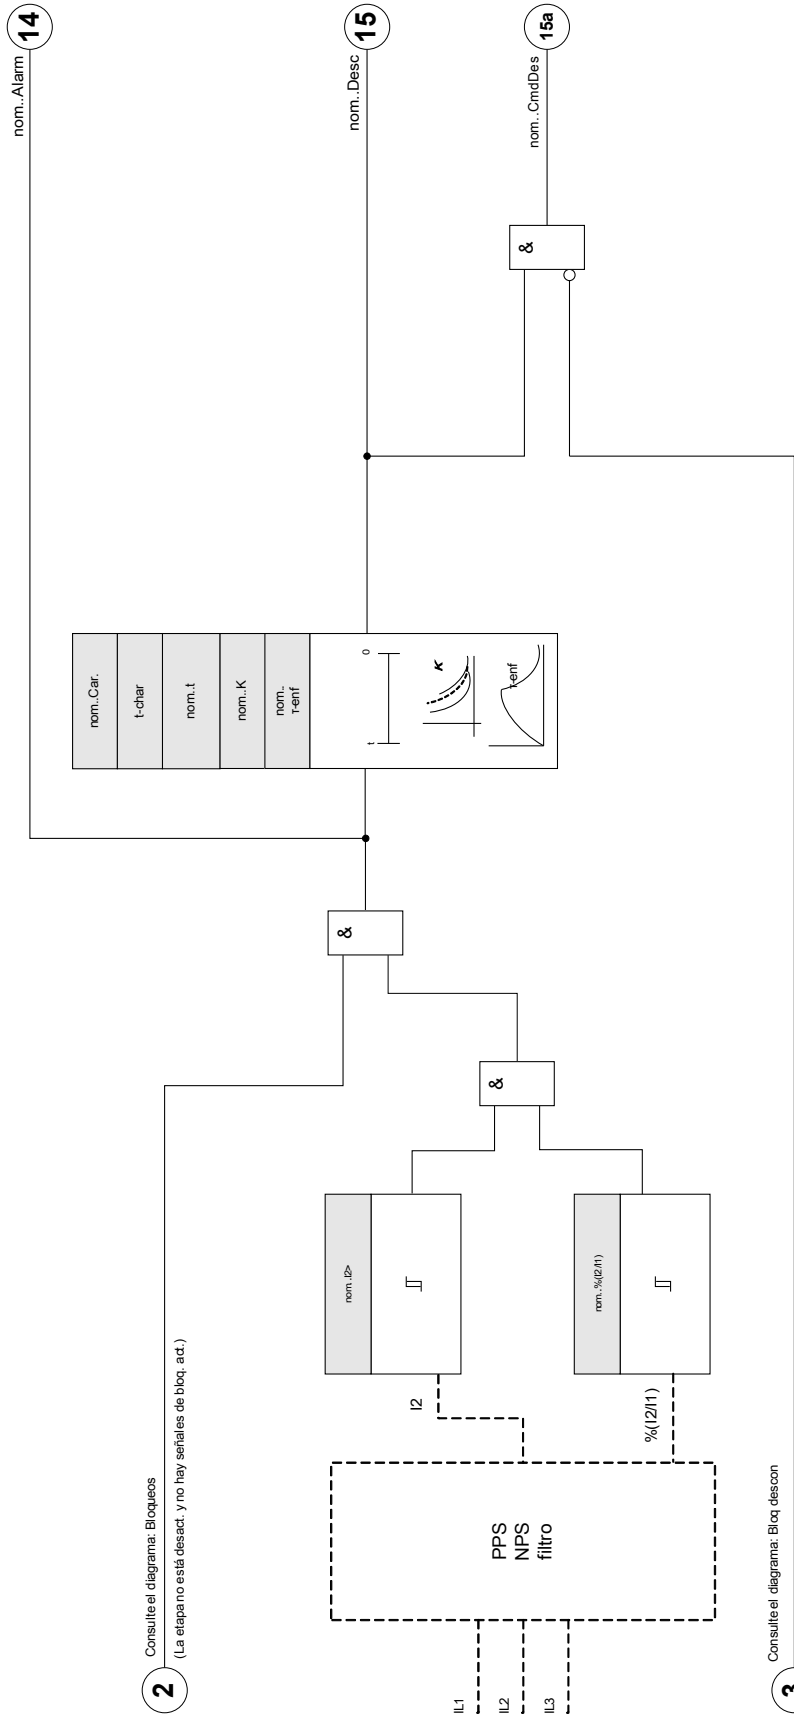 2
Consulte el diagrama: Bloqueos
(La etapa no está desact. y no hay señales de bloq. act.)
nom..Alarm
14
nom..Car.
t-char
nom..t
nom..K
nom..
τ-enf
t
0
K
τ-enf
nom..Desc
15
nom..CmdDes
15a
&
&
&
nom..I2>
nom..%(I2/I1)
I2
%(I2/I1)
PPS
NPS
filtro
IL1
IL2
IL3
3
Consulte el diagrama: Bloq descon